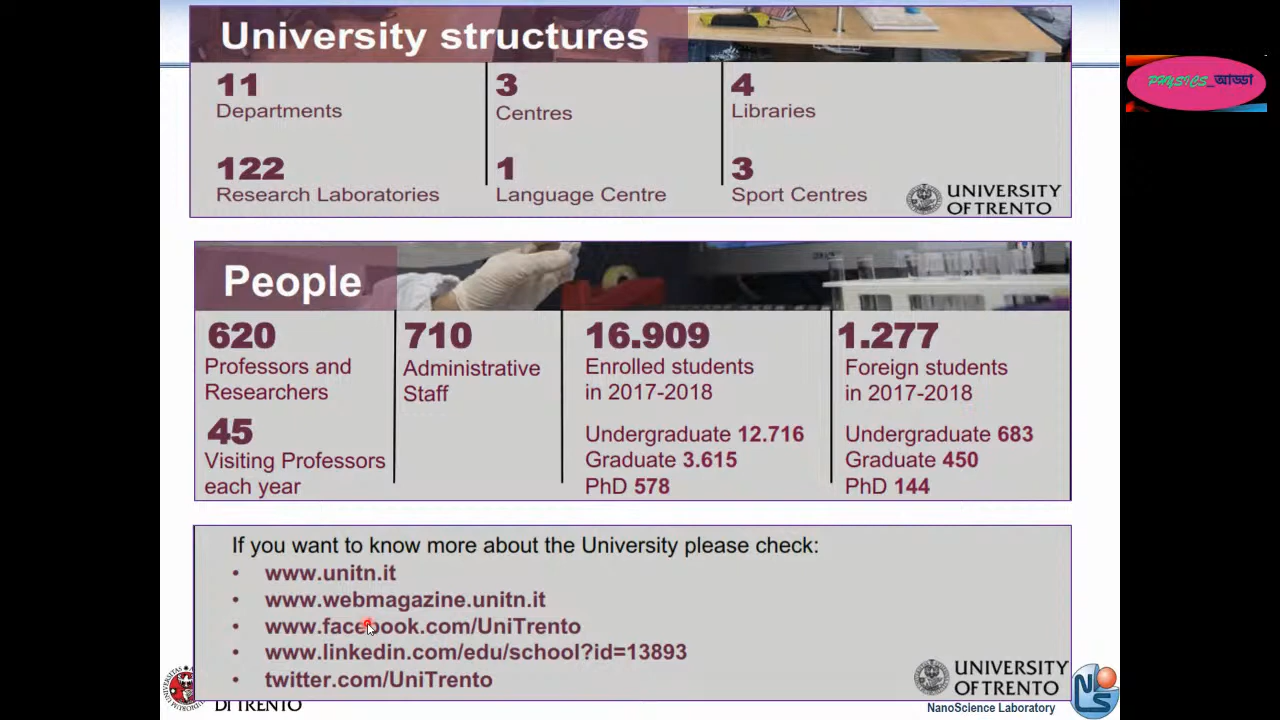 University structures
11
Departments
3
Centres
4
Libraries
122
Research Laboratories
1
Language Centre
3
Sport Centres
UNIVERSITY
OF TRENTO
PHYSICS_আড্ডা
People
620
Professors and
Researchers
45
Visiting Professors
each year
710
Administrative
Staff
16.909
Enrolled students
in 2017-2018
Undergraduate 12.716
Graduate 3.615
PhD 578
1.277
Foreign students
in 2017-2018
Undergraduate 683
Graduate 450
PhD 144
If you want to know more about the University please check:
• www.unitn.it
• www.webmagazine.unitn.it
• www.facebook.com/UniTrento
• www.linkedin.com/edu/school?id=13893
• twitter.com/UniTrento
DI TRENTO
UNIVERSITY
OF TRENTO
NanoScience Laboratory